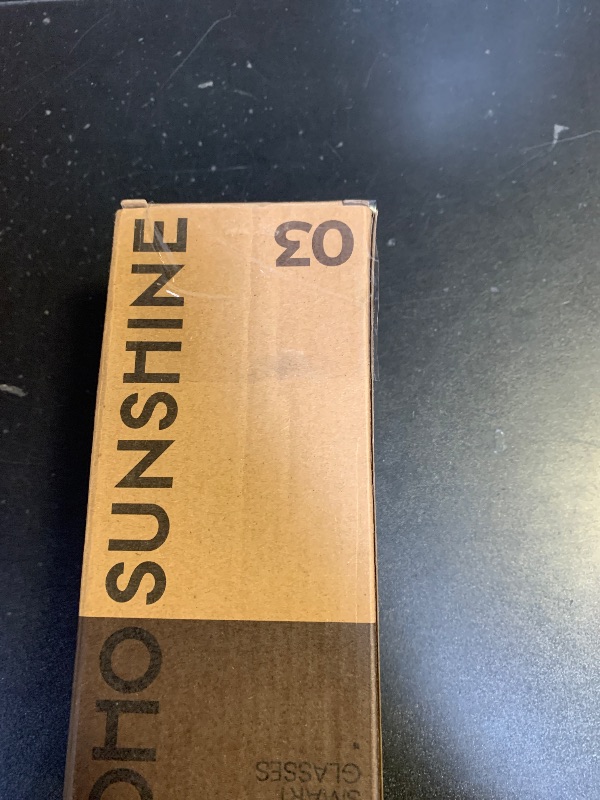 OHO SUNSHINE
03
SMART
GLASSES